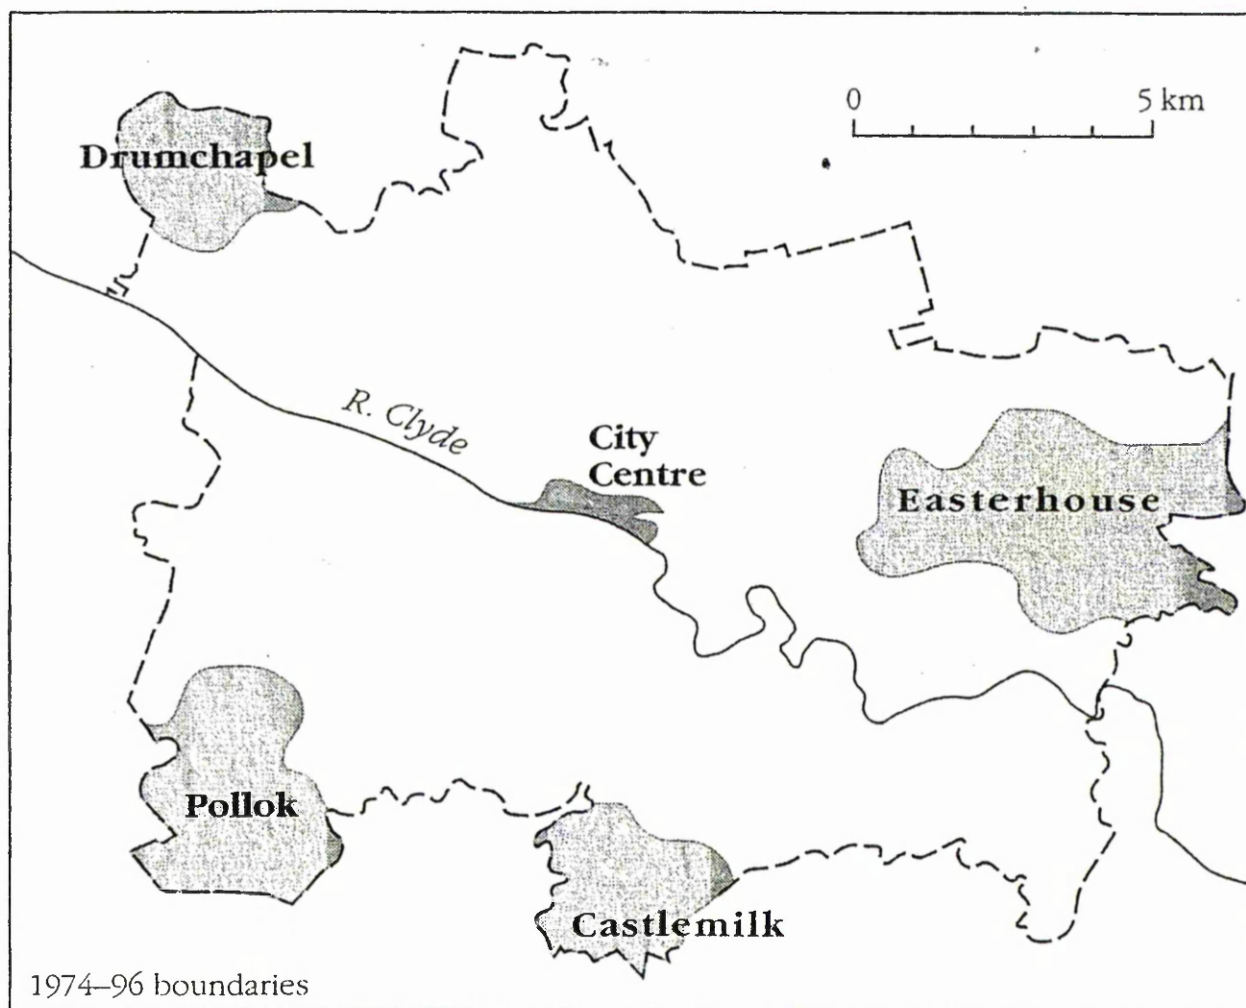 0 5 km
Drumchapel
R. Clyde
City
Centre
Easterhouse
Pollok
Castlemilk
1974–96 boundaries